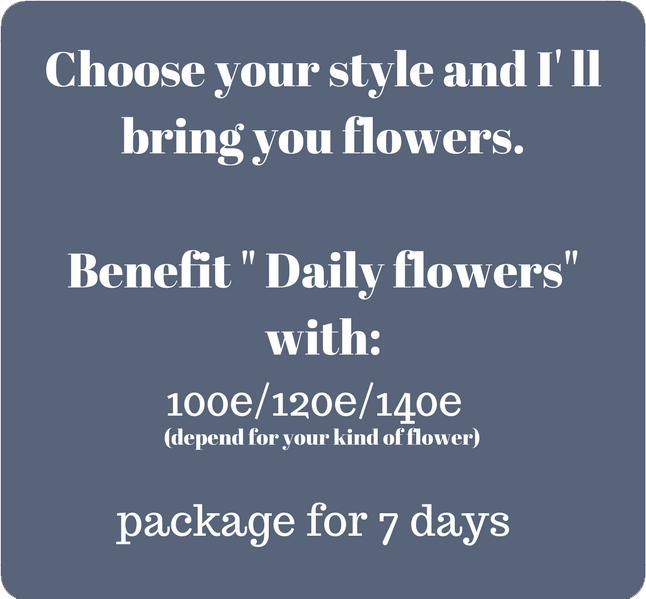 Choose your style and I' ll
bring you flowers.
Benefit " Daily flowers"
with:
100e/120e/140e
(depend for your kind of flower)
package for 7 days